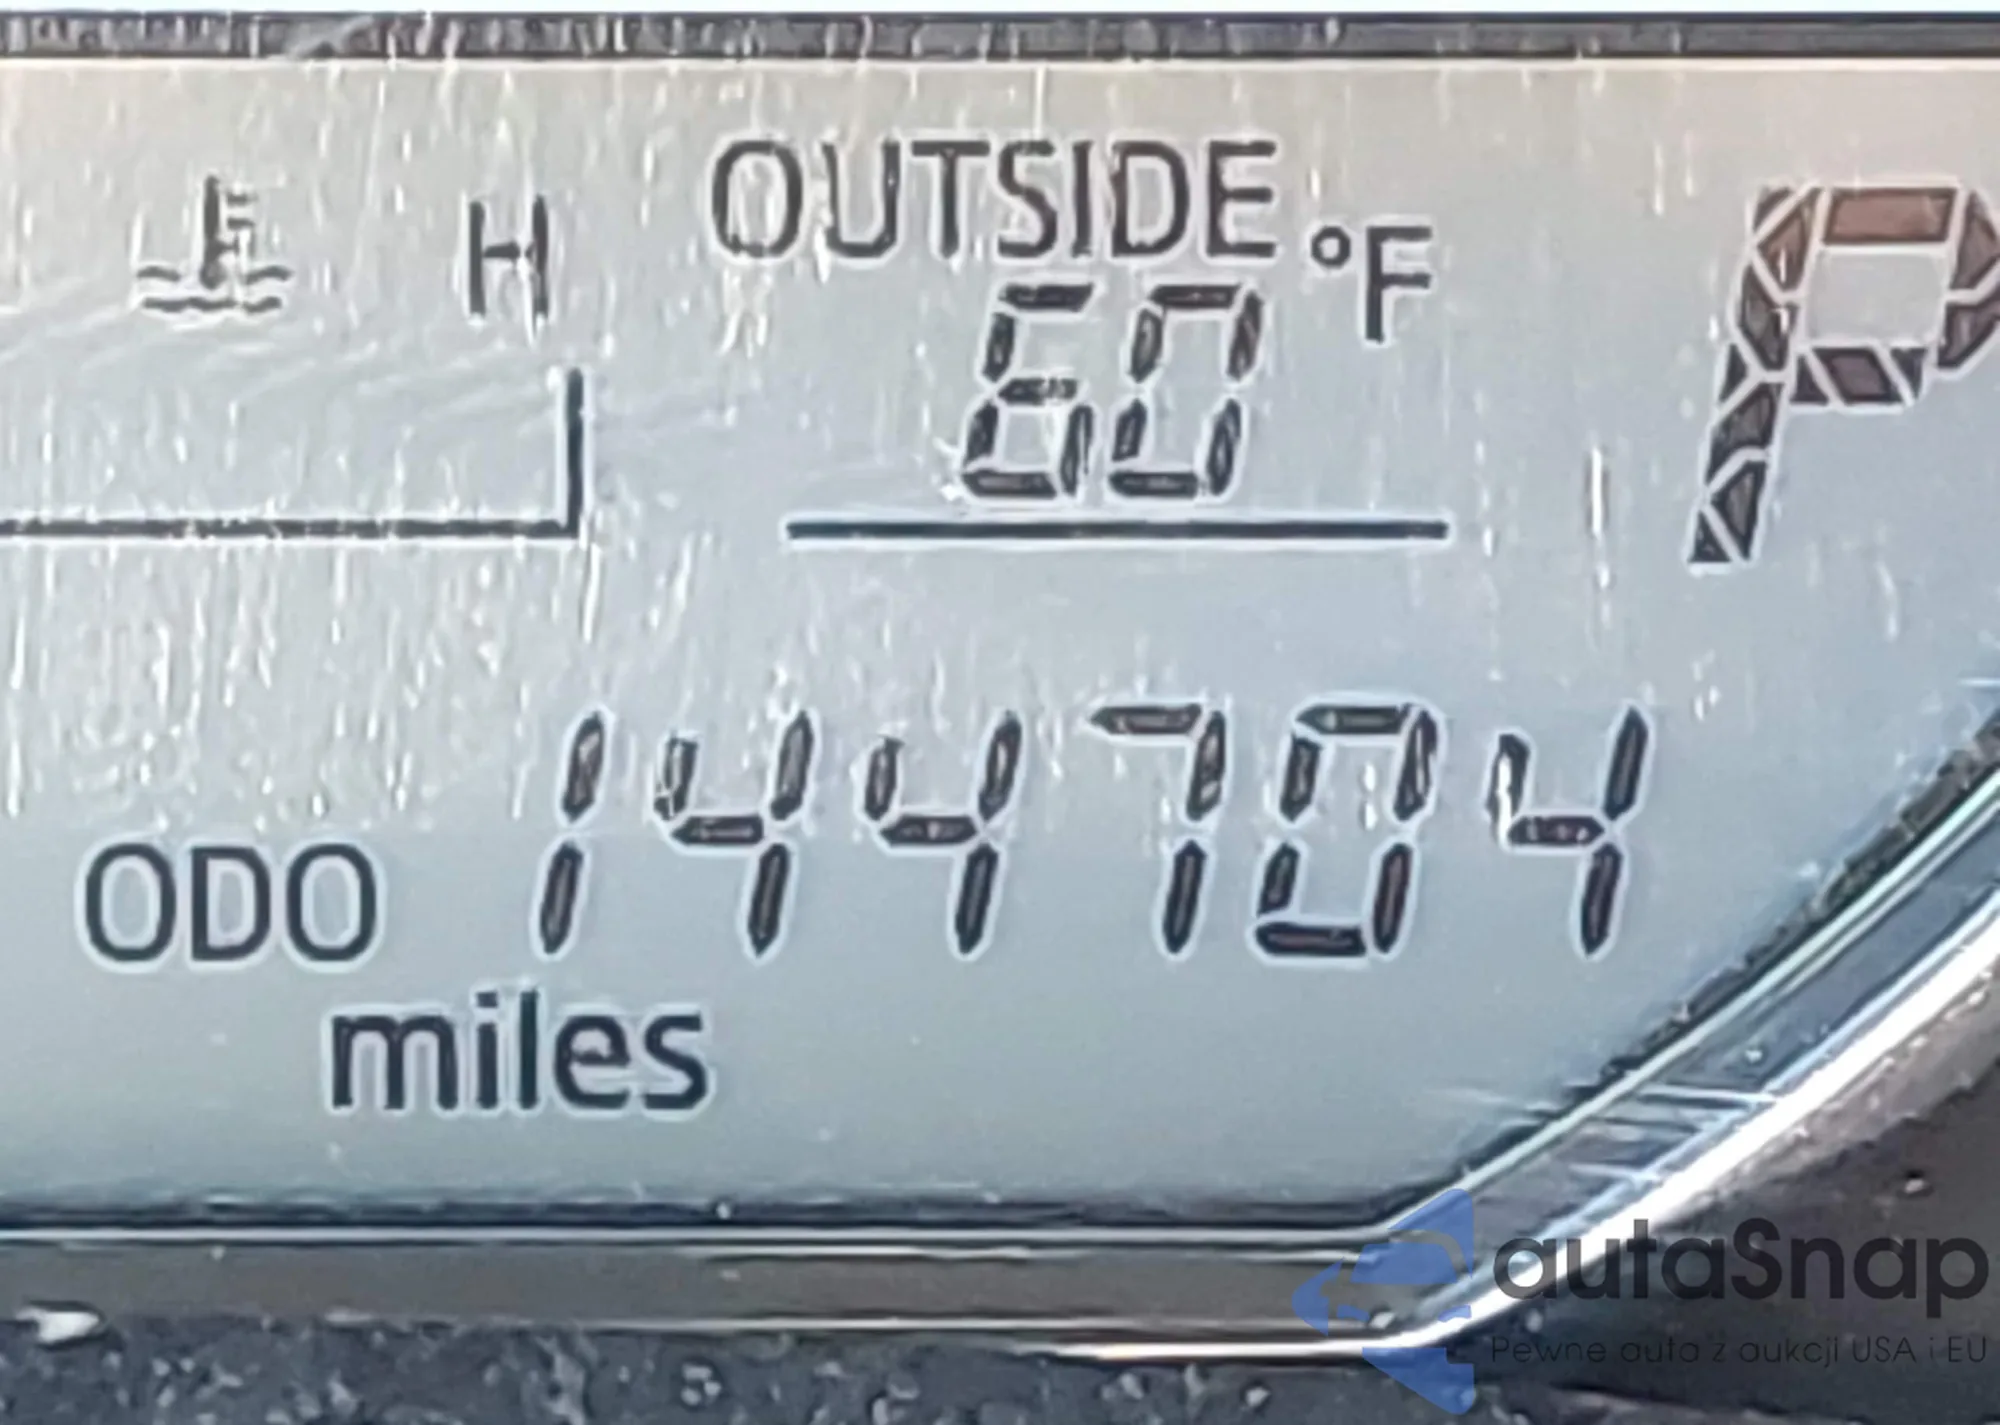 H OUTSIDE °F P
60
ODO 144704
miles
autaSnap
Pewne auta z aukcji USA i EU